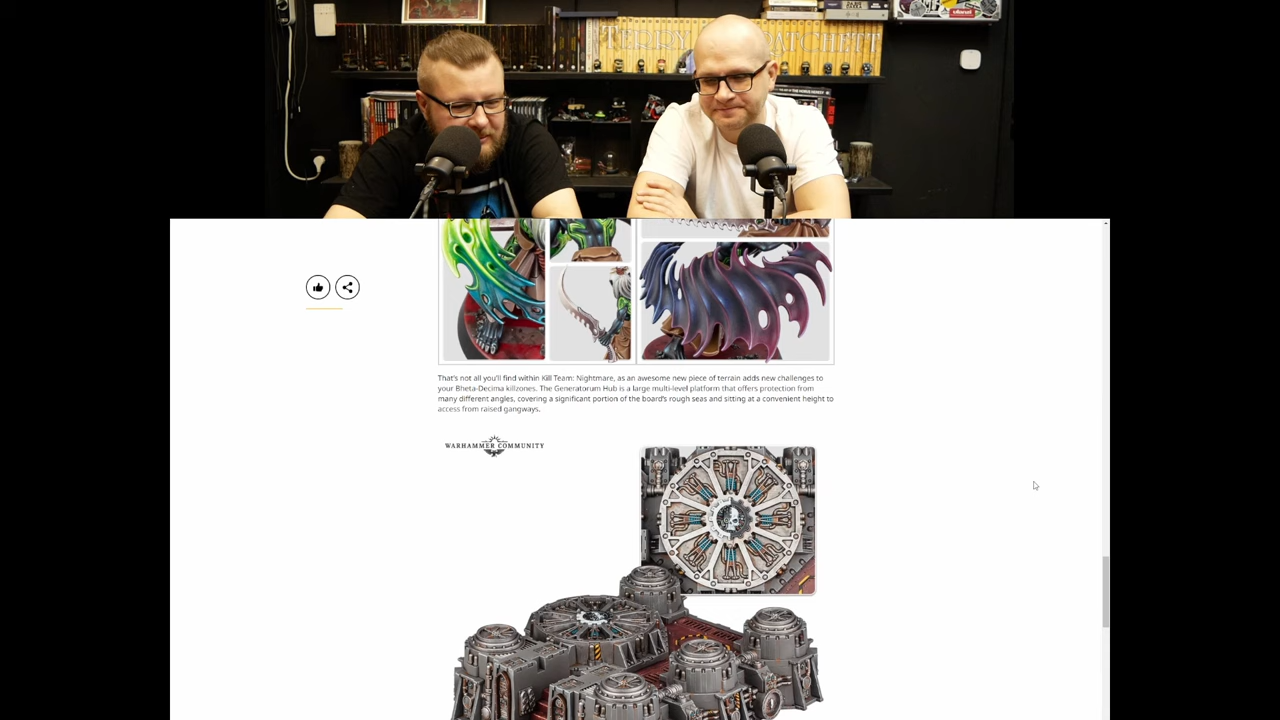 TERRY PRATCHETT
That's not all you'll find within Kill Team: Nightmare, as an awesome new piece of terrain adds new challenges to
your Bheta-Decima killzones. The Generatorum Hub is a large multi-level platform that offers protection from
many different angles, covering a significant portion of the board's rough seas and sitting at a convenient height to
access from raised gangways.
WARHAMMER COMMUNITY